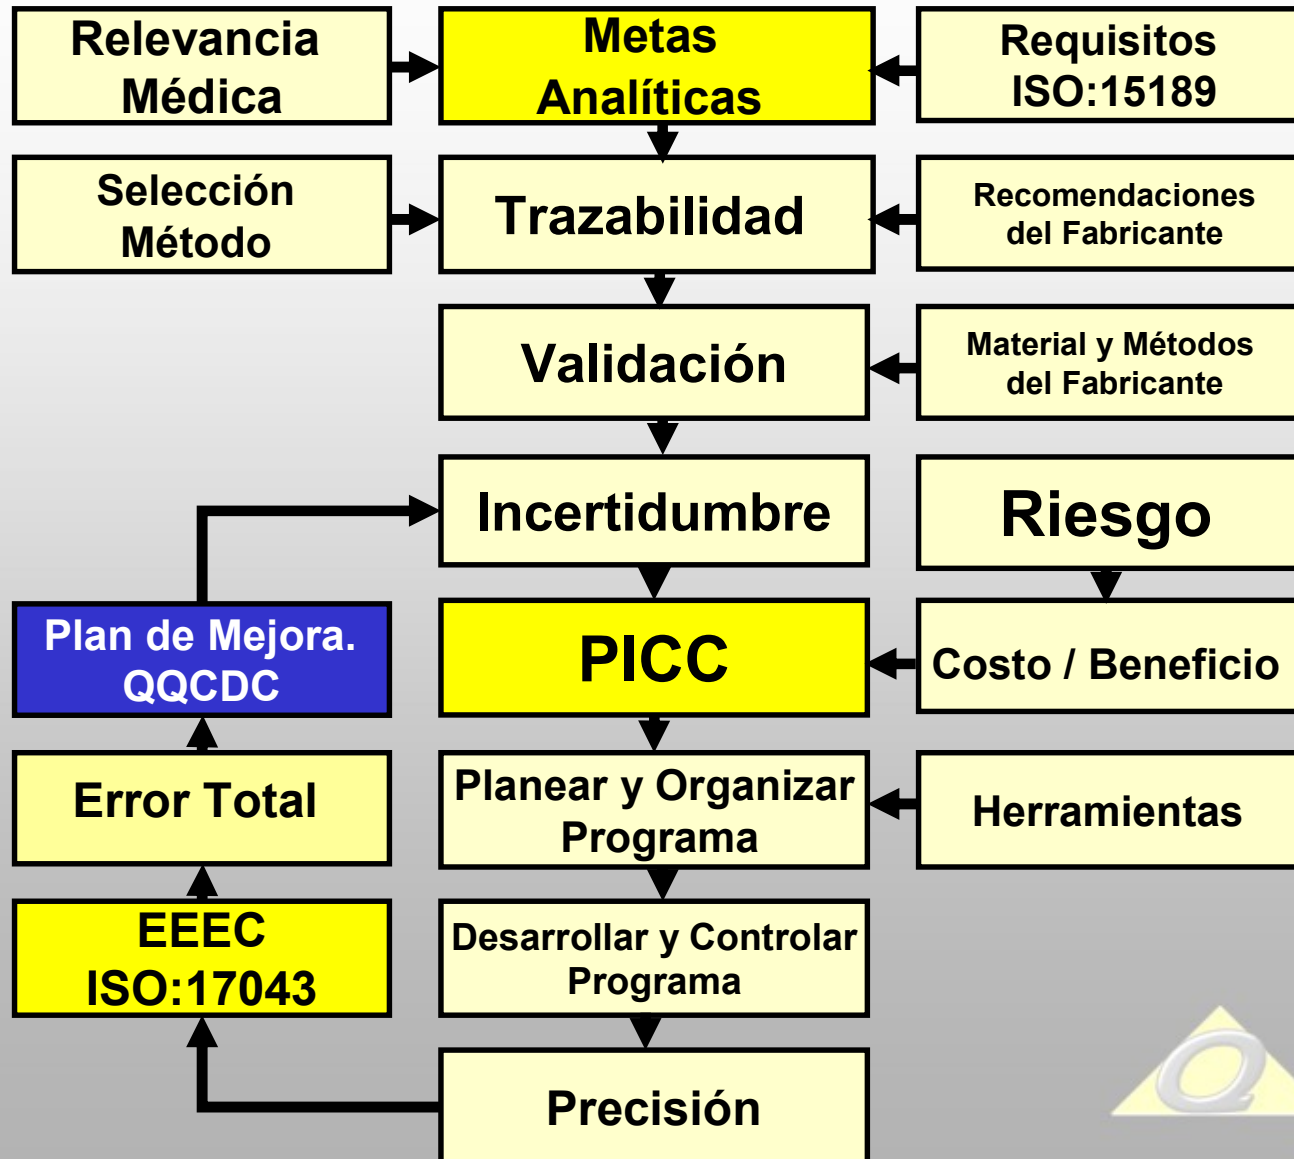 Relevancia
Médica
Metas
Analíticas
Requisitos
ISO:15189
Selección
Método
Trazabilidad
Recomendaciones
del Fabricante
Validación
Material y Métodos
del Fabricante
Incertidumbre
Riesgo
Plan de Mejora.
QQCDC
PICC
Costo / Beneficio
Error Total
Planear y Organizar
Programa
Herramientas
EEEC
ISO:17043
Desarrollar y Controlar
Programa
Precisión
Q